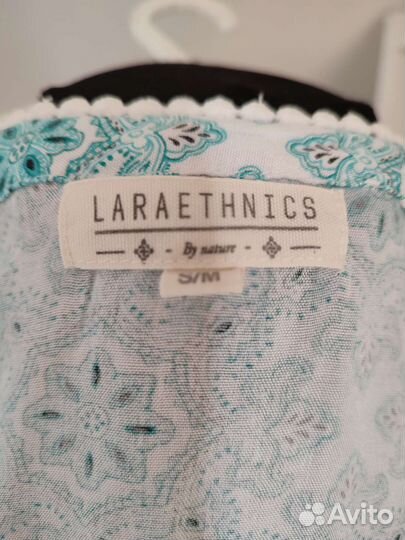 LARAETHNICS
- By nature -
S/M
Avito